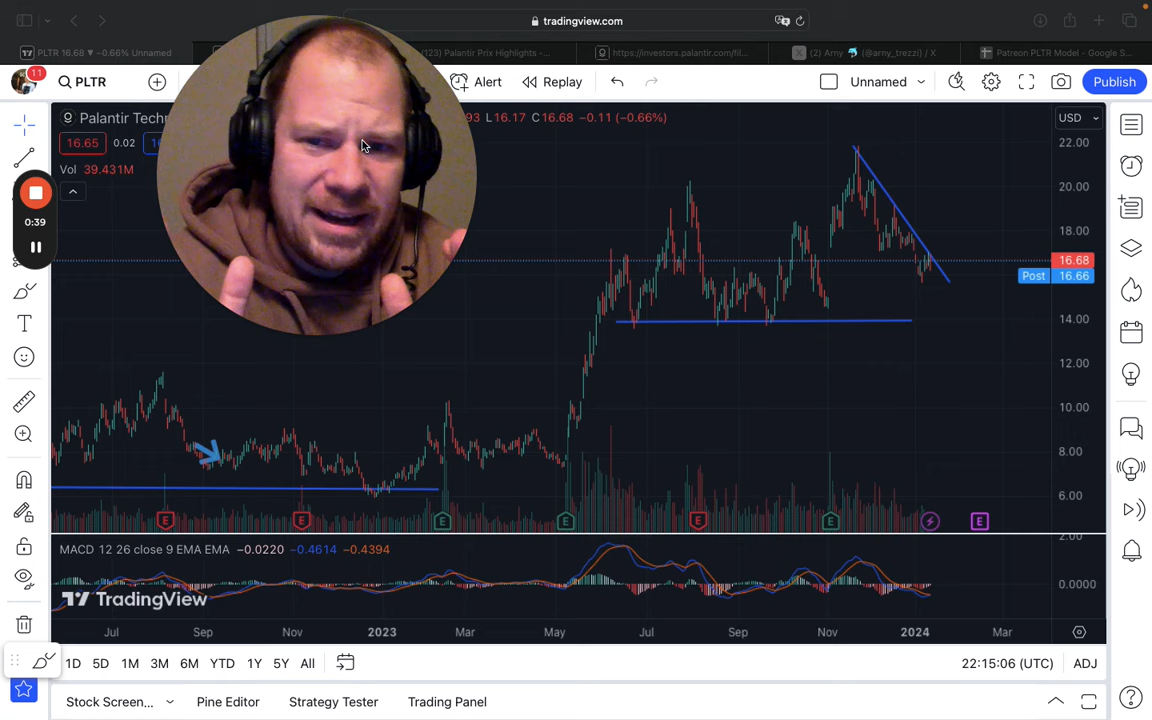 tradingview.com
PLTR 16.68 ▼ −0.66% Unnamed
(123) Palantir Prix Highlights -...
https://investors.palantir.com/fil...
(2) Arny 🐬 (@arny_trezzi) / X
Patreon PLTR Model - Google S...
11
PLTR
Alert
Replay
Unnamed
Publish
Palantir Techn
93 L 16.17 C 16.68 −0.11 (−0.66%)
USD
16.65
0.02
Vol 39.431M
0:39
22.00
20.00
18.00
16.68
Post 16.66
14.00
12.00
10.00
8.00
6.00
E
E
E
E
E
E
E
MACD 12 26 close 9 EMA EMA −0.0220 −0.4614 −0.4394
2.00
0.0000
TradingView
Jul Sep Nov 2023 Mar May Jul Sep Nov 2024 Mar
1D 5D 1M 3M 6M YTD 1Y 5Y All
22:15:06 (UTC) ADJ
Stock Screen... Pine Editor Strategy Tester Trading Panel